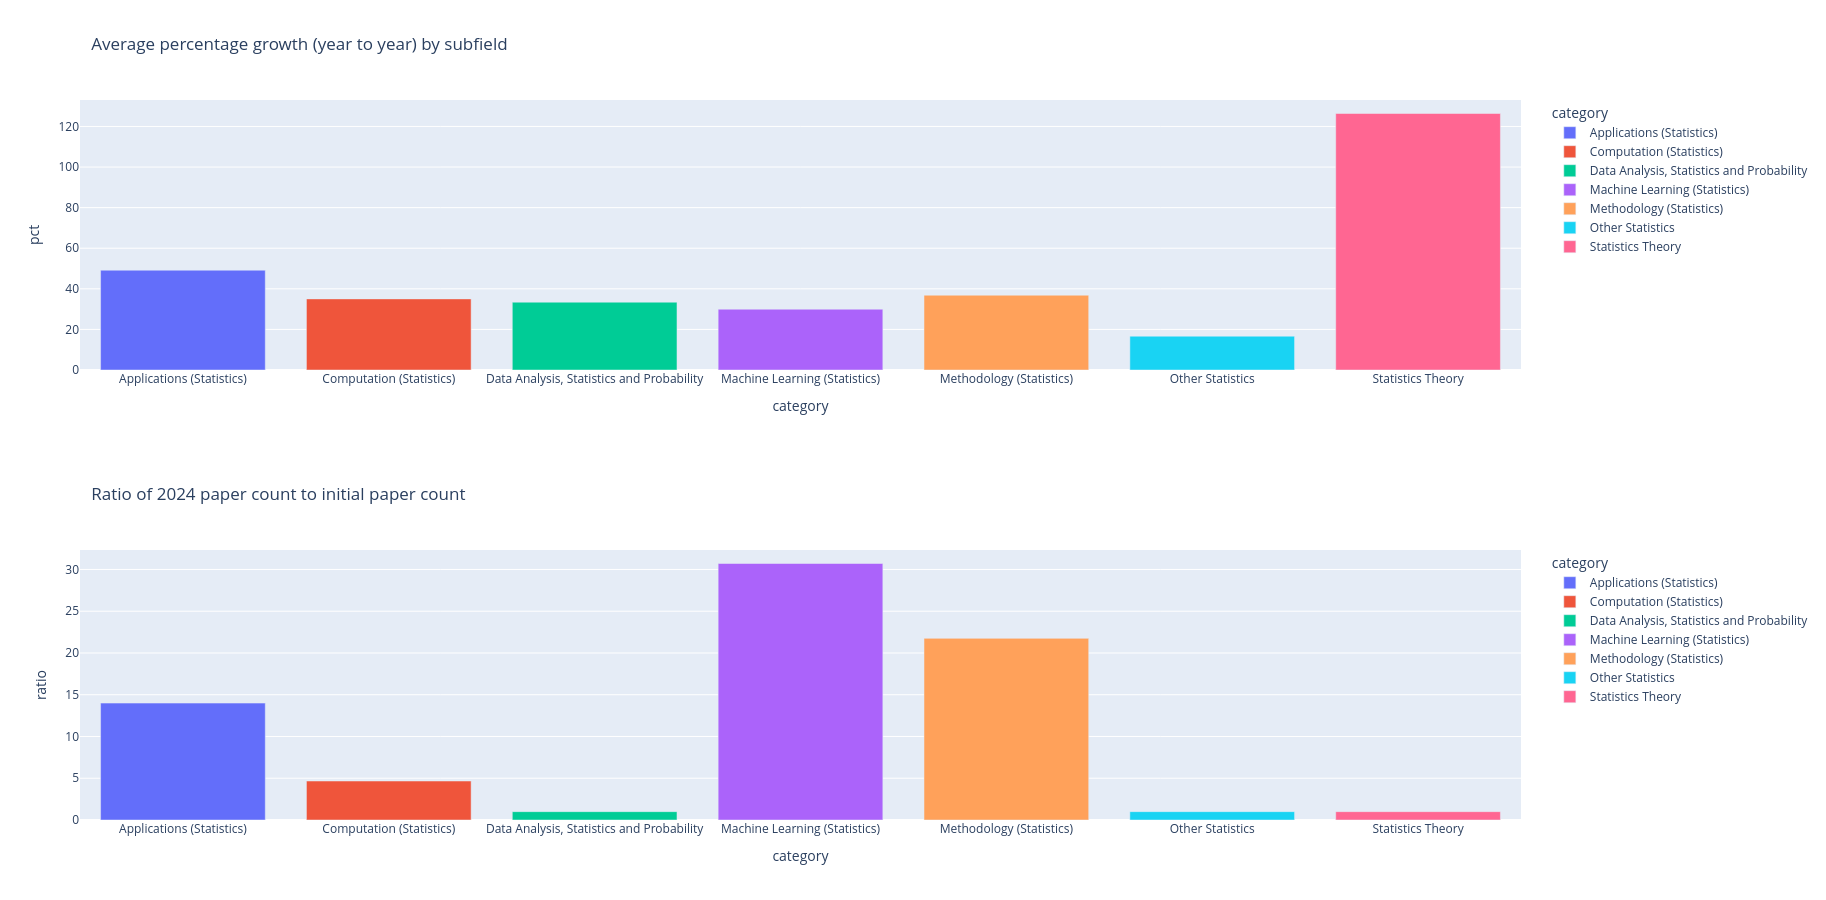 Average percentage growth (year to year) by subfield
120
100
80
60
40
20
0
pct
Applications (Statistics)
Computation (Statistics)
Data Analysis, Statistics and Probability
Machine Learning (Statistics)
Methodology (Statistics)
Other Statistics
Statistics Theory
category
category
Applications (Statistics)
Computation (Statistics)
Data Analysis, Statistics and Probability
Machine Learning (Statistics)
Methodology (Statistics)
Other Statistics
Statistics Theory
Ratio of 2024 paper count to initial paper count
30
25
20
15
10
5
0
ratio
Applications (Statistics)
Computation (Statistics)
Data Analysis, Statistics and Probability
Machine Learning (Statistics)
Methodology (Statistics)
Other Statistics
Statistics Theory
category
category
Applications (Statistics)
Computation (Statistics)
Data Analysis, Statistics and Probability
Machine Learning (Statistics)
Methodology (Statistics)
Other Statistics
Statistics Theory